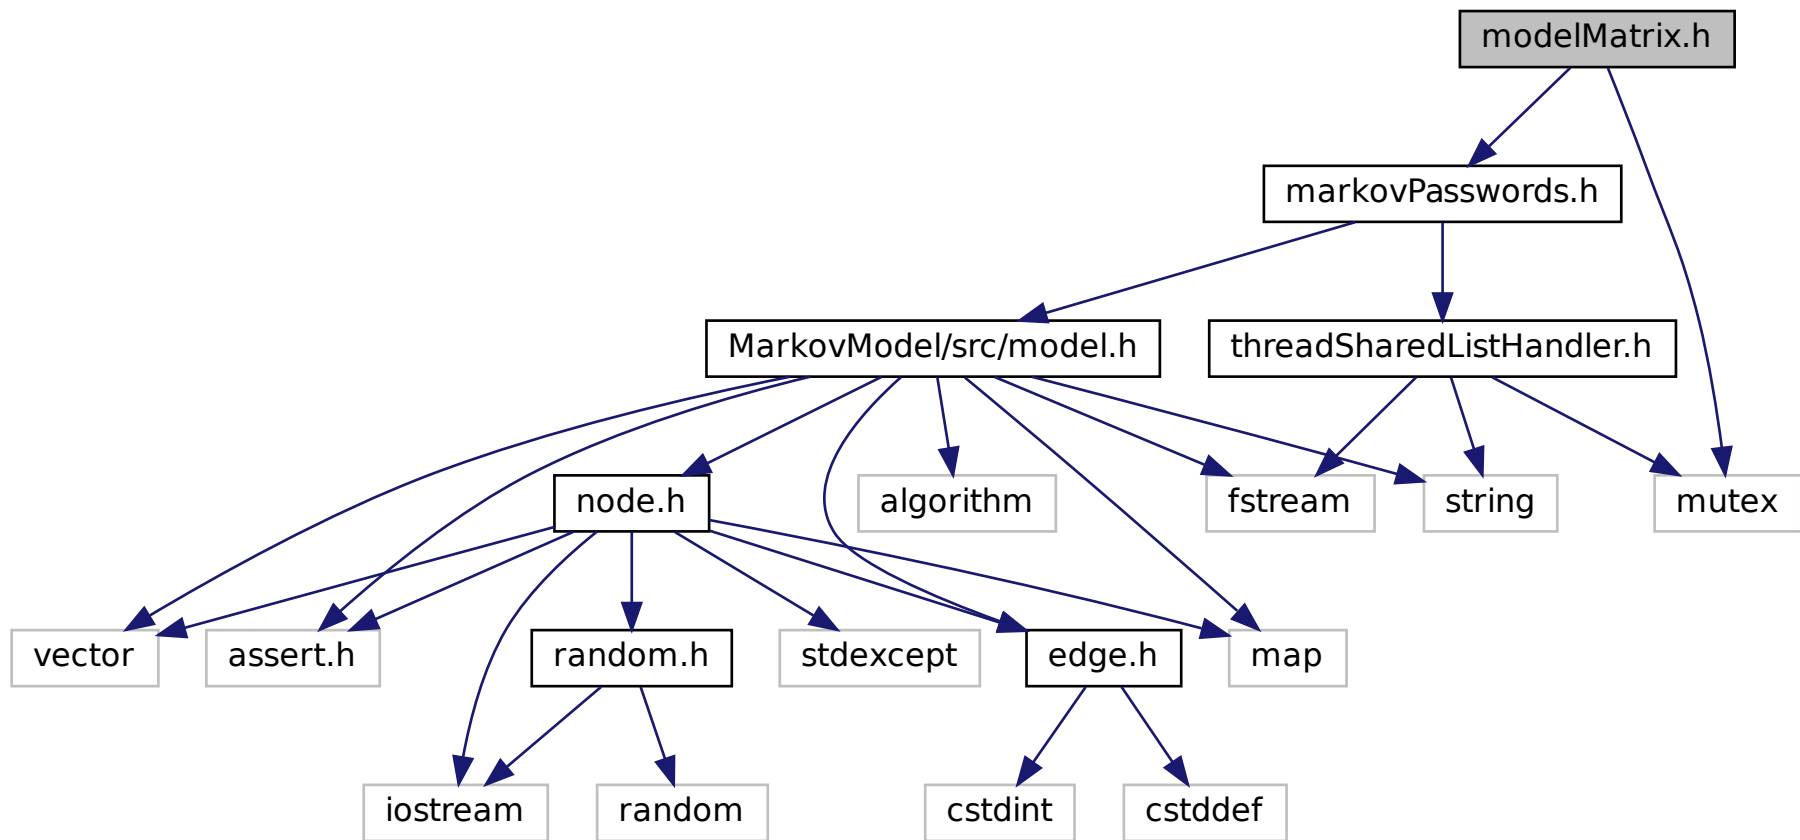 modelMatrix.h
markovPasswords.h
MarkovModel/src/model.h
threadSharedListHandler.h
node.h
algorithm
fstream
string
mutex
vector
assert.h
random.h
stdexcept
edge.h
map
iostream
random
cstdint
cstddef